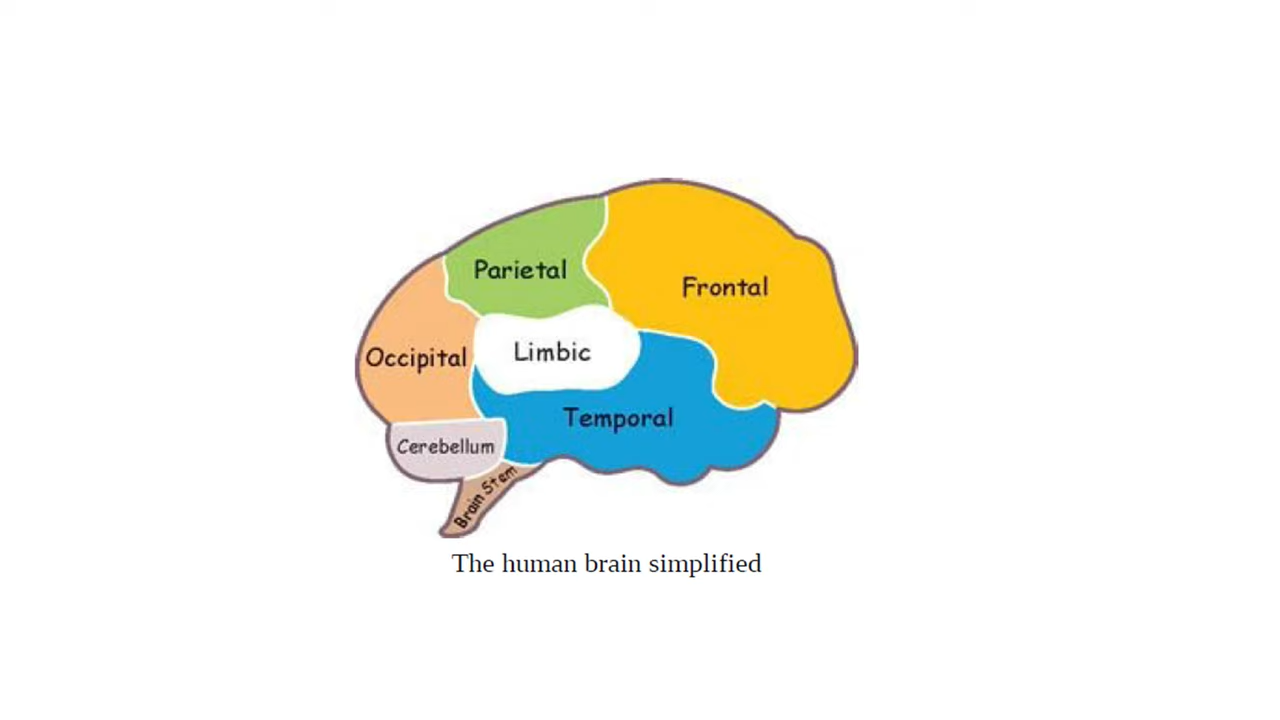 Parietal
Frontal
Limbic
Occipital
Temporal
Cerebellum
Brain Stem
The human brain simplified